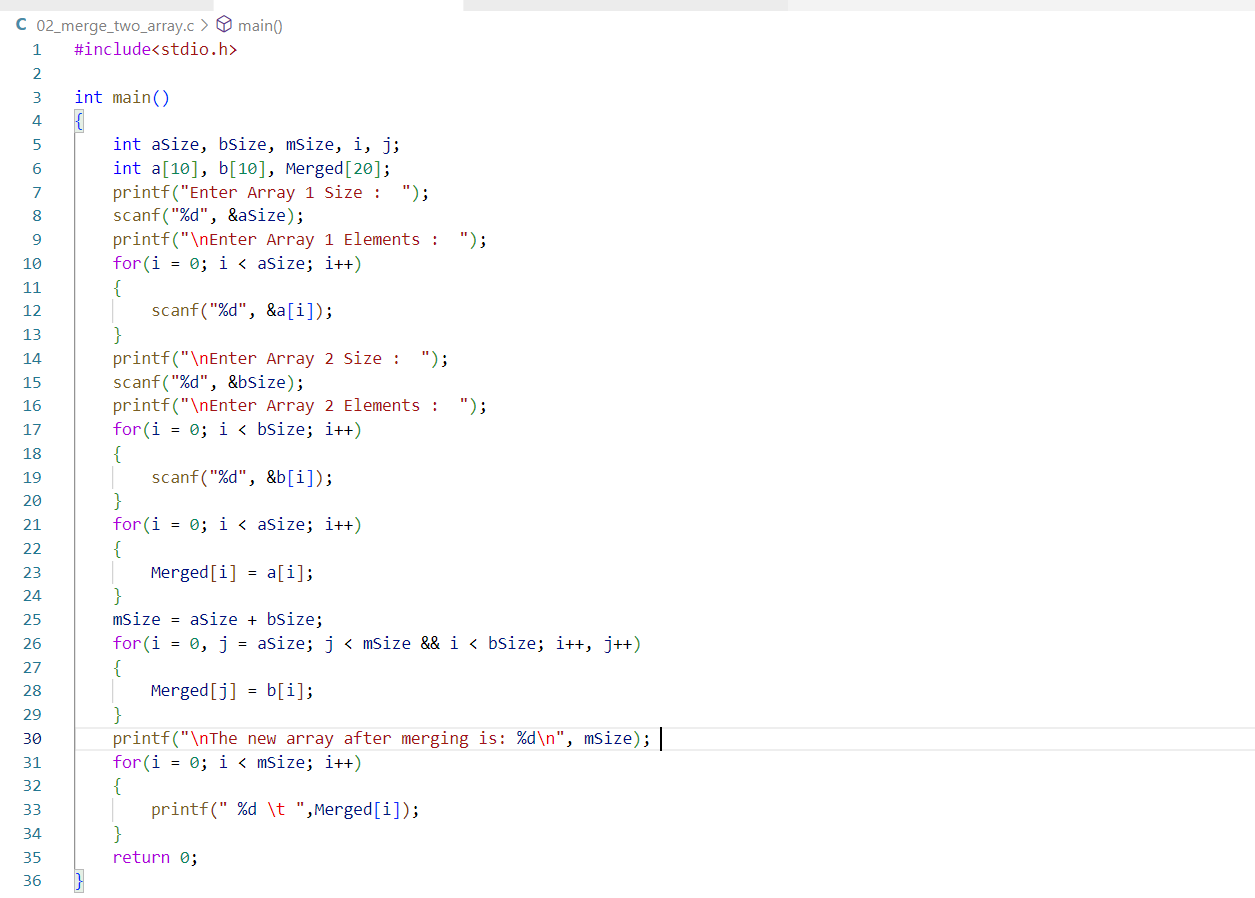 C 02_merge_two_array.c > main()
1 #include<stdio.h>
2
3 int main()
4 {
5     int aSize, bSize, mSize, i, j;
6     int a[10], b[10], Merged[20];
7     printf("Enter Array 1 Size :  ");
8     scanf("%d", &aSize);
9     printf("\nEnter Array 1 Elements :  ");
10     for(i = 0; i < aSize; i++)
11     {
12         scanf("%d", &a[i]);
13     }
14     printf("\nEnter Array 2 Size :  ");
15     scanf("%d", &bSize);
16     printf("\nEnter Array 2 Elements :  ");
17     for(i = 0; i < bSize; i++)
18     {
19         scanf("%d", &b[i]);
20     }
21     for(i = 0; i < aSize; i++)
22     {
23         Merged[i] = a[i];
24     }
25     mSize = aSize + bSize;
26     for(i = 0, j = aSize; j < mSize && i < bSize; i++, j++)
27     {
28         Merged[j] = b[i];
29     }
30     printf("\nThe new array after merging is: %d\n", mSize);
31     for(i = 0; i < mSize; i++)
32     {
33         printf(" %d \t ",Merged[i]);
34     }
35     return 0;
36 }